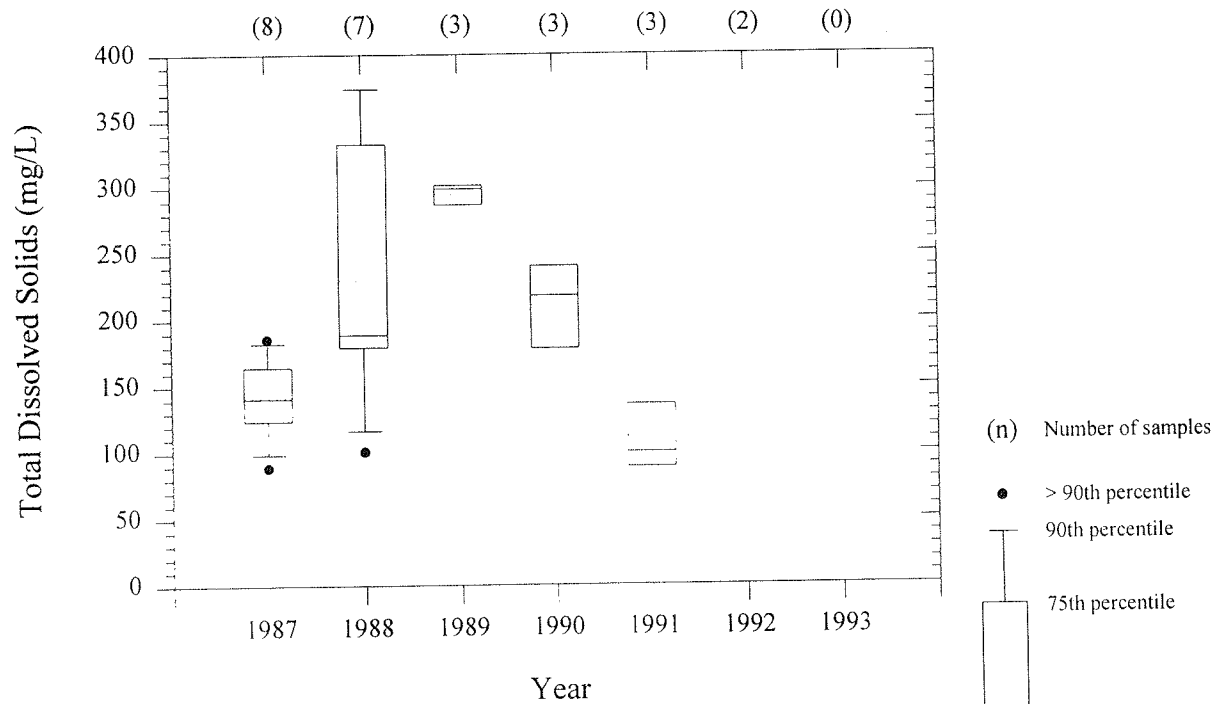 (8) (7) (3) (3) (3) (2) (0)
400
350
300
250
200
150
100
50
0
Total Dissolved Solids (mg/L)
1987 1988 1989 1990 1991 1992 1993
Year
(n) Number of samples
> 90th percentile
90th percentile
75th percentile